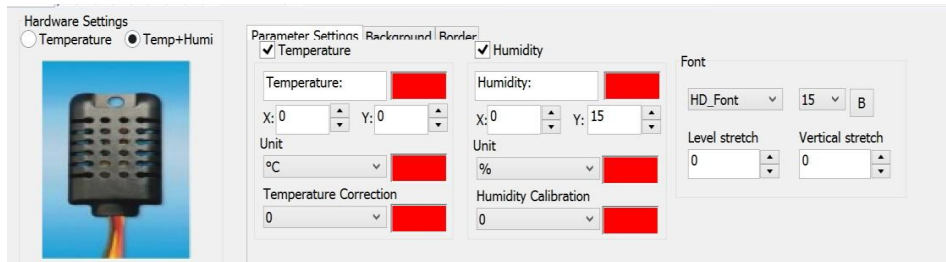 Hardware Settings
Temperature Temp+Humi
Parameter Settings Background Border
Temperature
Temperature:
X: 0 Y: 0
Unit
°C
Temperature Correction
0
Humidity
Humidity:
X: 0 Y: 15
Unit
%
Humidity Calibration
0
Font
HD_Font 15 B
Level stretch Vertical stretch
0 0